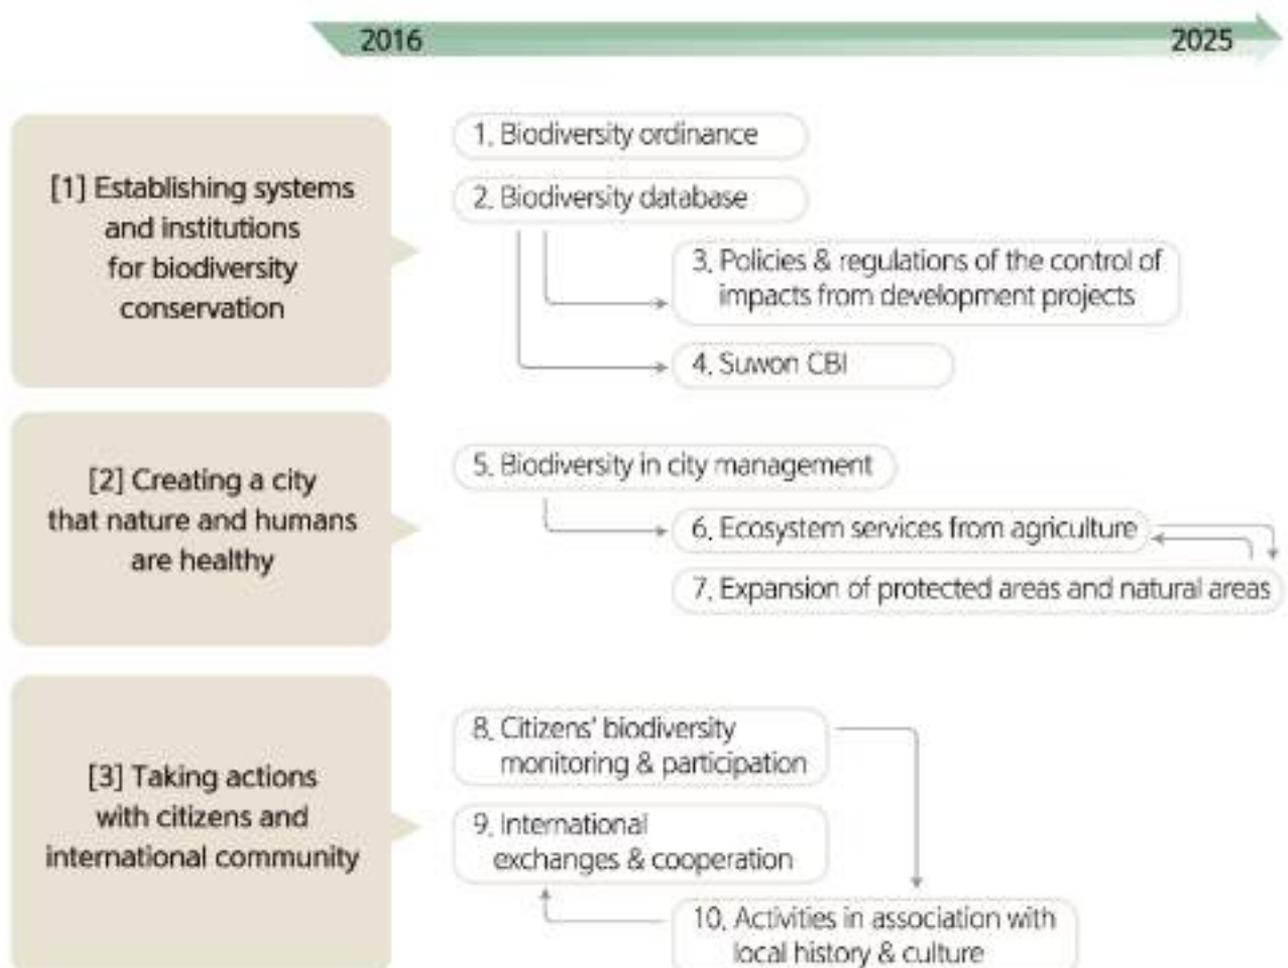 2016
2025
[1] Establishing systems
and institutions
for biodiversity
conservation
1. Biodiversity ordinance
2. Biodiversity database
3. Policies & regulations of the control of
impacts from development projects
4. Suwon CBI
[2] Creating a city
that nature and humans
are healthy
5. Biodiversity in city management
6. Ecosystem services from agriculture
7. Expansion of protected areas and natural areas
[3] Taking actions
with citizens and
international community
8. Citizens' biodiversity
monitoring & participation
9. International
exchanges & cooperation
10. Activities in association with
local history & culture